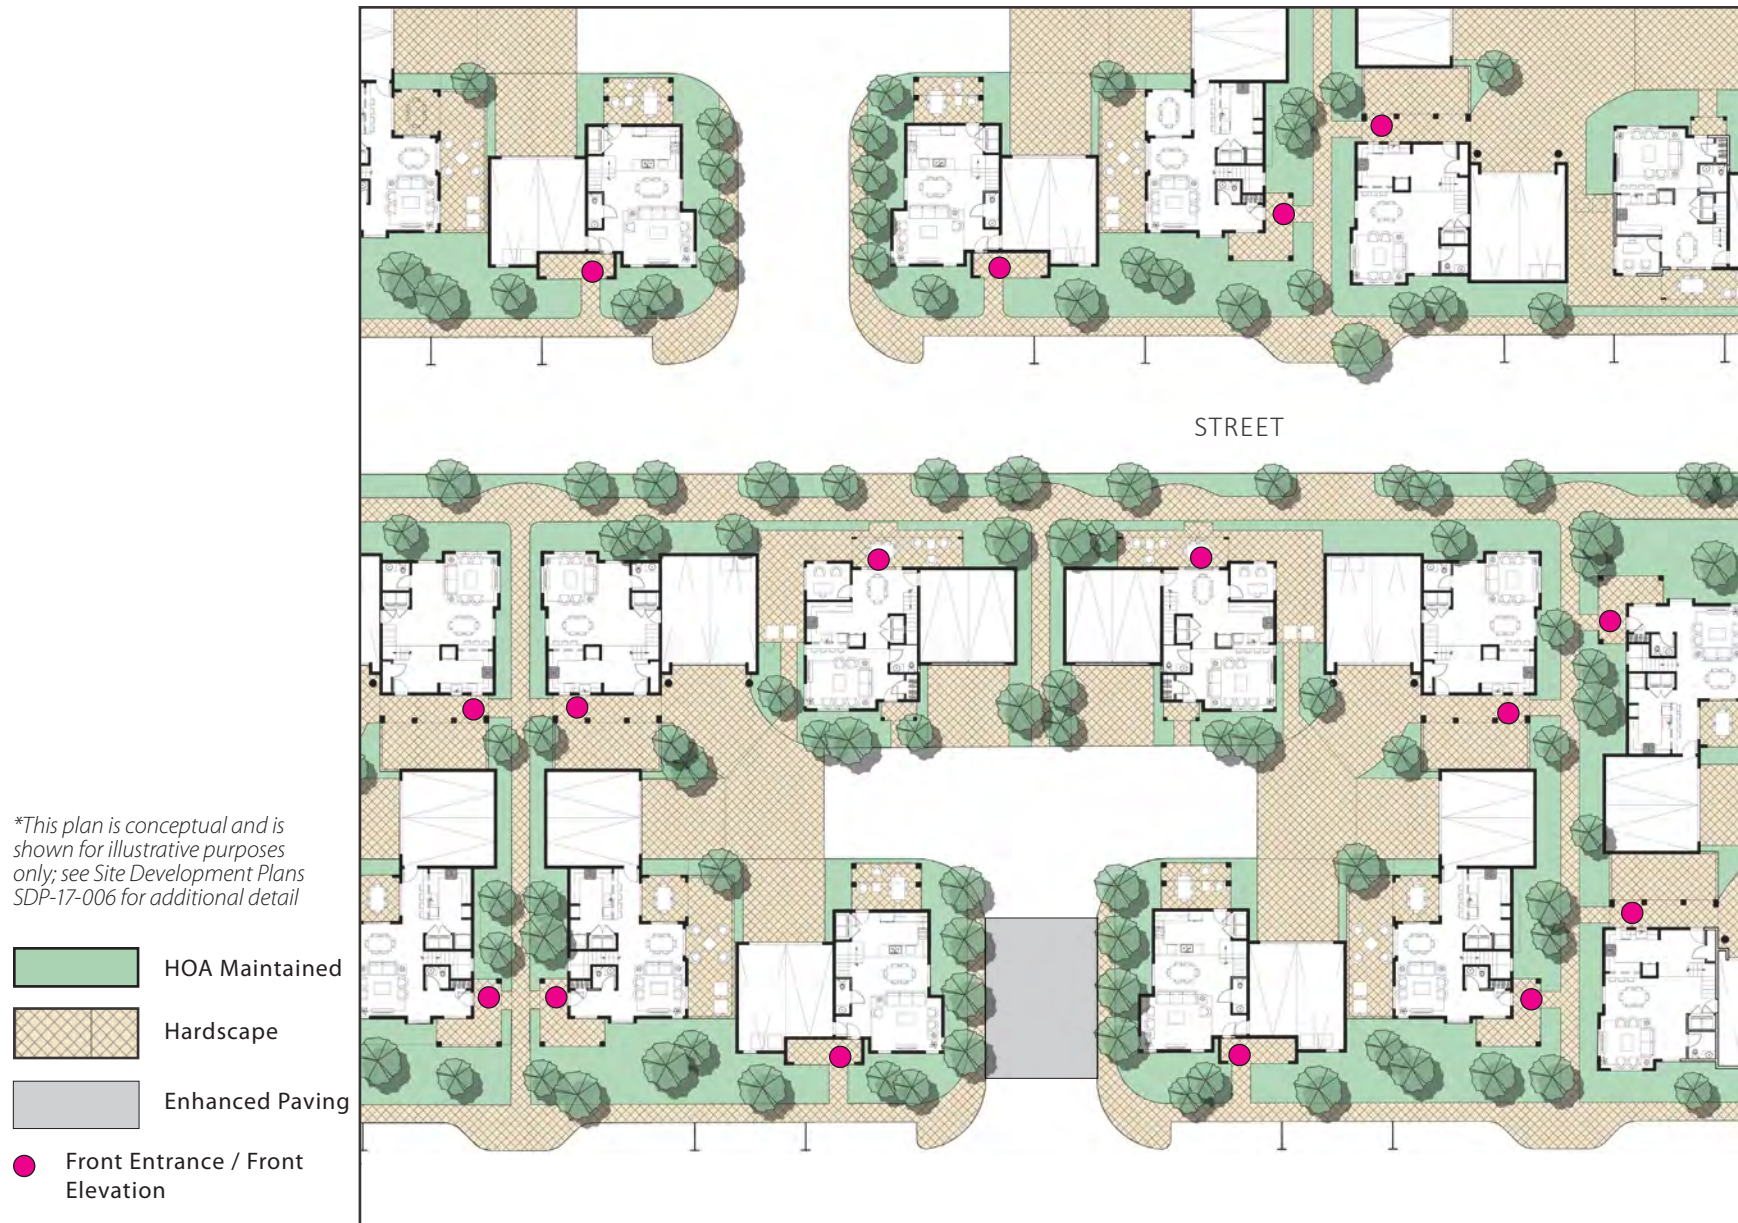 STREET
*This plan is conceptual and is
shown for illustrative purposes
only; see Site Development Plans
SDP-17-006 for additional detail
HOA Maintained
Hardscape
Enhanced Paving
Front Entrance / Front
Elevation